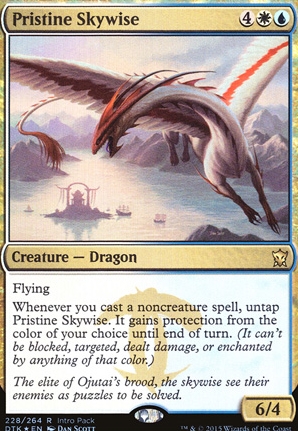 Pristine Skywise 4
Creature — Dragon
Flying
Whenever you cast a noncreature spell, untap
Pristine Skywise. It gains protection from the
color of your choice until end of turn. (It can't
be blocked, targeted, dealt damage, or enchanted
by anything of that color.)
The elite of Ojutai's brood, the skywise see their
enemies as puzzles to be solved.
6/4
228/264 R Intro Pack
DTK ★ EN DAN SCOTT
™ & © 2015 Wizards of the Coast